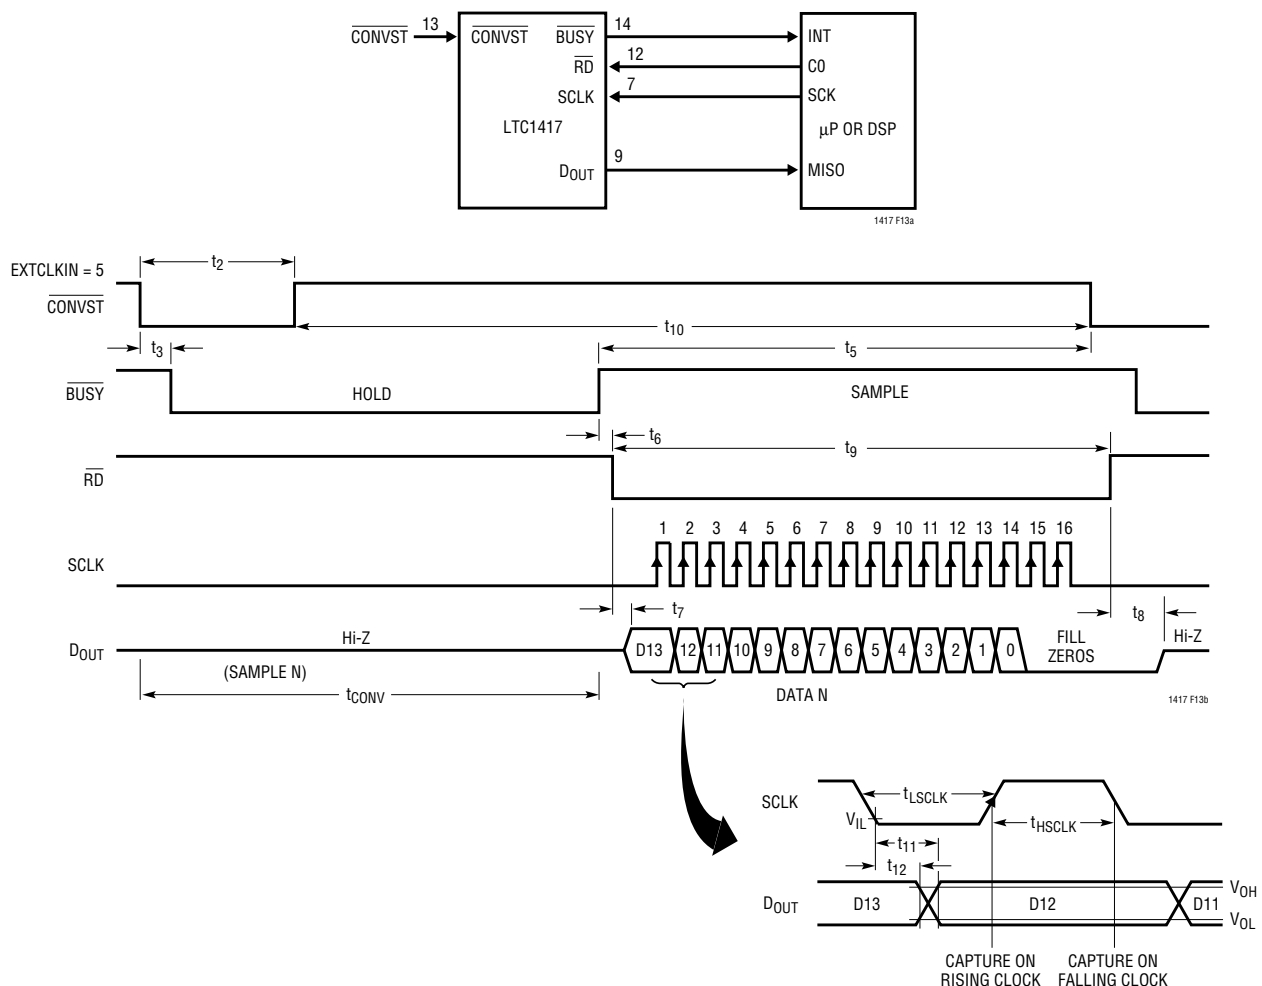 CONVST 13 CONVST BUSY 14 INT
RD 12 C0
SCLK 7 SCK
LTC1417 μP OR DSP
DOUT 9 MISO
1417 F13a
EXTCLKIN = 5
t2
CONVST
t10
t3
t5
BUSY HOLD SAMPLE
t6
t9
RD
1 2 3 4 5 6 7 8 9 10 11 12 13 14 15 16
SCLK
t7
t8
DOUT Hi-Z D13 12 11 10 9 8 7 6 5 4 3 2 1 0 FILL ZEROS Hi-Z
(SAMPLE N)
tCONV
DATA N
1417 F13b
SCLK
tLSCLK
VIL
tHSCLK
t11
t12
DOUT D13 D12 D11
VOH
VOL
CAPTURE ON RISING CLOCK
CAPTURE ON FALLING CLOCK